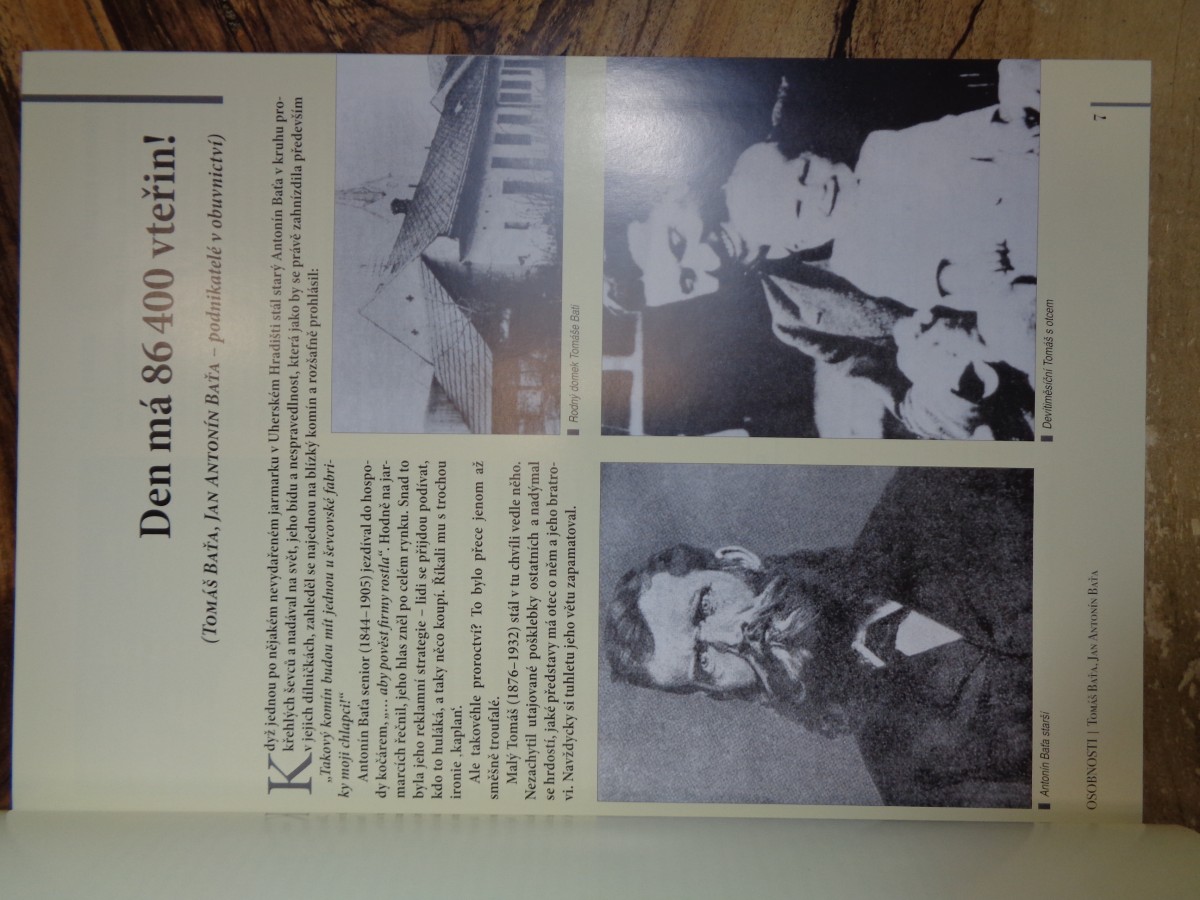 Den má 86 400 vteřin!
(Tomáš Baťa, Jan Antonín Baťa – podnikatelé v obuvnictví)
Když jednou po nějakém nevydařeném jarmarku v Uherském Hradišti stál starý Antonín Baťa v kruhu pro-
křehlých ševců a nadával na svět, jeho bídu a nespravedlnost, která jako by se právě zahnízdila především
v jejich dílničkách, zahleděl se najednou na blízký komín a rozšafně prohlásil:
„Takový komín budou mít jednou u ševcovské fabri-
ky moji chlapci!“
Antonín Baťa senior (1844–1905) jezdíval do hospo-
dy kočárem, „... aby pověst firmy rostla“. Hodně na jar-
marcích řečnil, jeho hlas zněl po celém rynku. Snad to
byla jeho reklamní strategie – lidi se přijdou podívat,
kdo to huláká, a taky něco koupí. Říkali mu s trochou
ironie ‚kaplan‘.
Ale takovéhle proroctví? To bylo přece jenom až
směšně troufalé.
Malý Tomáš (1876–1932) stál v tu chvíli vedle něho.
Nezachytil utajované pošklebky ostatních a nadýmal
se hrdostí, jaké představy má otec o něm a jeho bratro-
vi. Navždycky si tuhletu jeho větu zapamatoval.
Rodný domek Tomáše Bati
Antonín Baťa starší
Devítiměsíční Tomáš s otcem
OSOBNOSTI | Tomáš Baťa, Jan Antonín Baťa
7